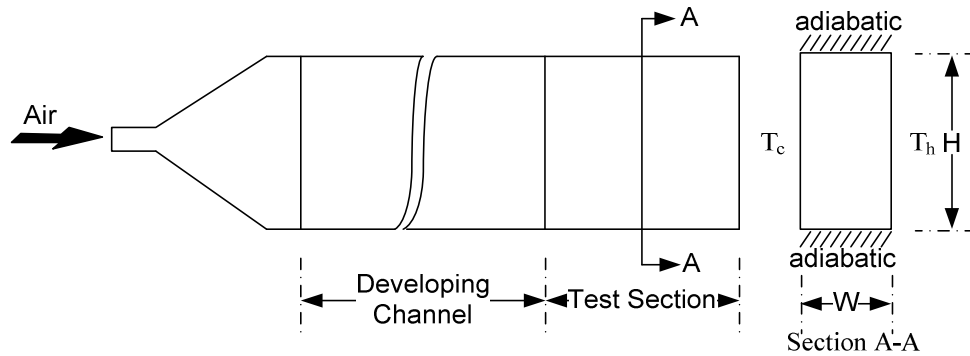 A
adiabatic
Air
T_c
T_h H
A
adiabatic
Developing
Channel
Test Section
W
Section A-A